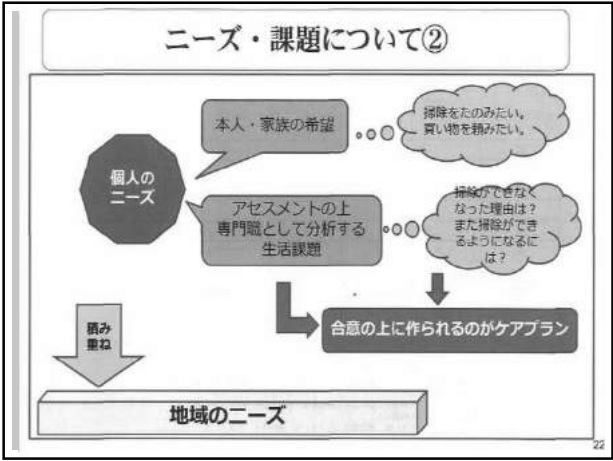 ニーズ・課題について②
本人・家族の希望
掃除をたのみたい。
買い物を頼みたい。
個人の
ニーズ
アセスメントの上
専門職として分析する
生活課題
掃除ができなく
なった理由は？
また掃除ができ
るようになるに
は？
合意の上に作られるのがケアプラン
積み
重ね
地域のニーズ
22